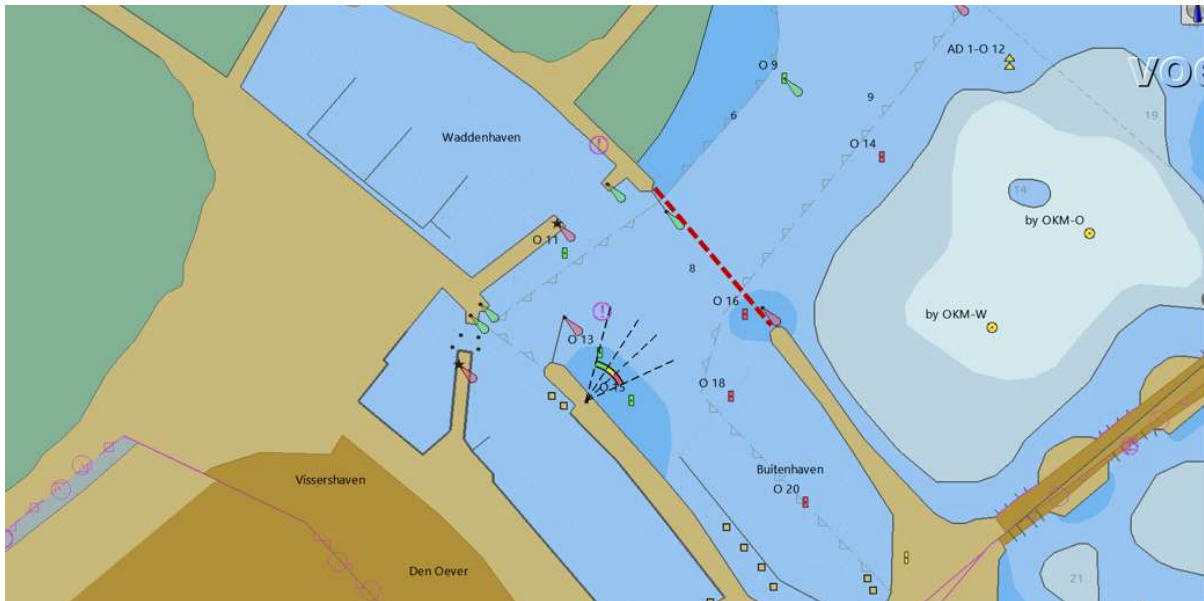 AD 1-O 12
VOE
O 9
9
6
19
O 14
Waddenhaven
14
by OKM-O
O 11
8
O 16
by OKM-W
O 13
O 15
O 18
Buitenhaven
Vissershaven
O 20
Den Oever
21